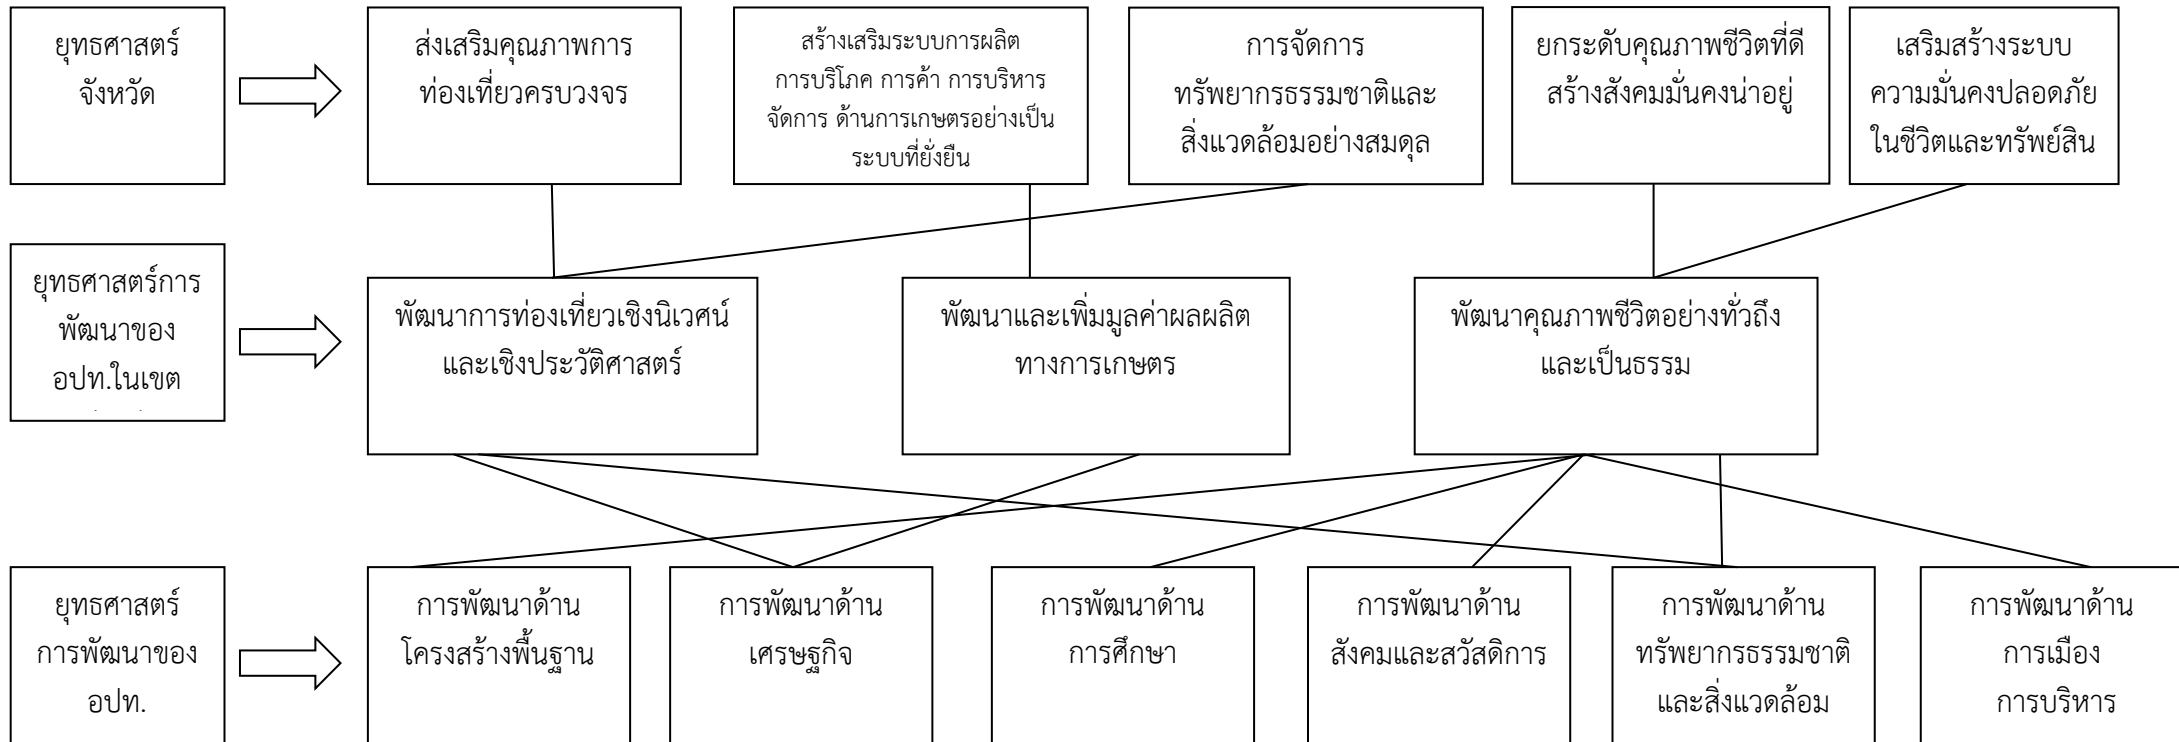 ยุทธศาสตร์
จังหวัด
ส่งเสริมคุณภาพการ
ท่องเที่ยวครบวงจร
สร้างเสริมระบบการผลิต
การบริโภค การค้า การบริหาร
จัดการ ด้านการเกษตรอย่างเป็น
ระบบที่ยั่งยืน
การจัดการ
ทรัพยากรธรรมชาติและ
สิ่งแวดล้อมอย่างสมดุล
ยกระดับคุณภาพชีวิตที่ดี
สร้างสังคมมั่นคงน่าอยู่
เสริมสร้างระบบ
ความมั่นคงปลอดภัย
ในชีวิตและทรัพย์สิน
ยุทธศาสตร์การ
พัฒนาของ
อปท.ในเขต
พัฒนาการท่องเที่ยวเชิงนิเวศน์
และเชิงประวัติศาสตร์
พัฒนาและเพิ่มมูลค่าผลผลิต
ทางการเกษตร
พัฒนาคุณภาพชีวิตอย่างทั่วถึง
และเป็นธรรม
ยุทธศาสตร์
การพัฒนาของ
อปท.
การพัฒนาด้าน
โครงสร้างพื้นฐาน
การพัฒนาด้าน
เศรษฐกิจ
การพัฒนาด้าน
การศึกษา
การพัฒนาด้าน
สังคมและสวัสดิการ
การพัฒนาด้าน
ทรัพยากรธรรมชาติ
และสิ่งแวดล้อม
การพัฒนาด้าน
การเมือง
การบริหาร